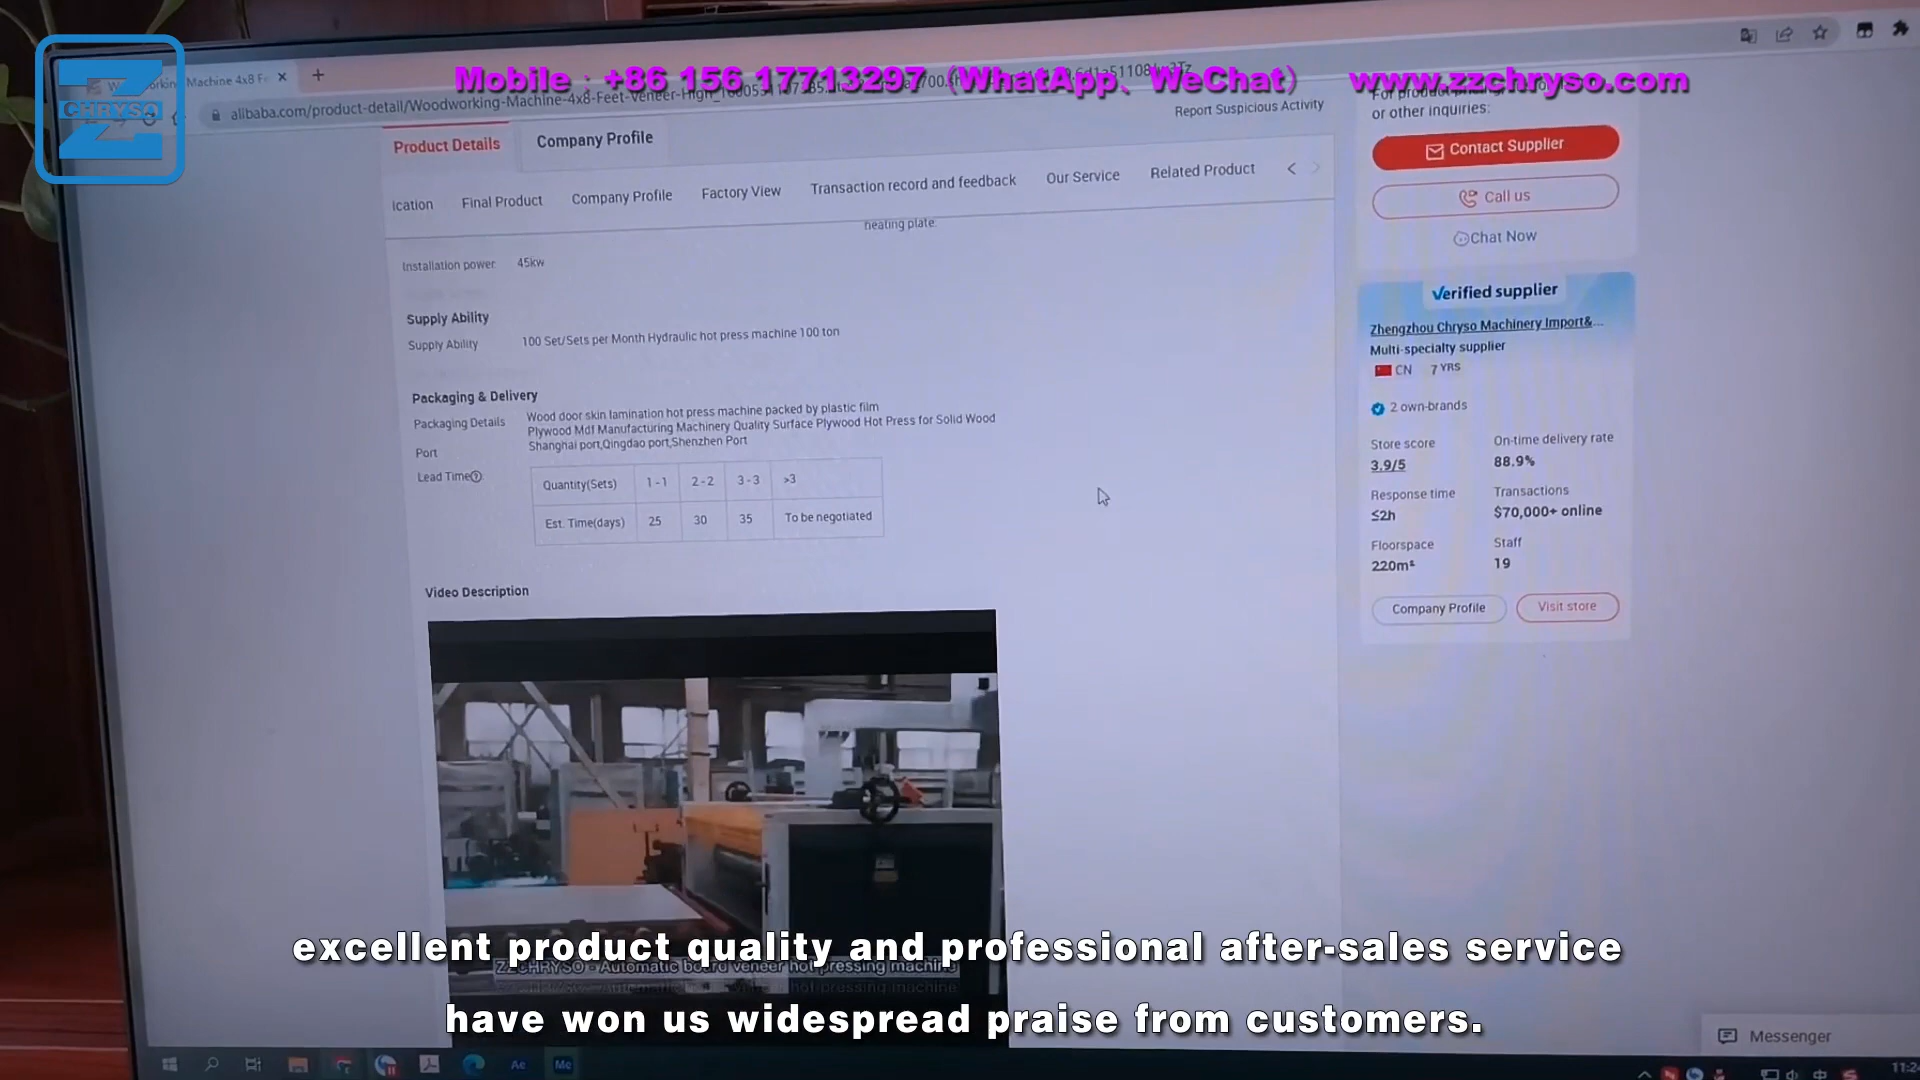 Mobile：+86 156 17713297（WhatsApp、WeChat） www.zzchryso.com
CHRYSO
Machine 4x8
alibaba.com/product-detail/Woodworking-Machine-4x8-Feet-Veneer-High
Report Suspicious Activity
or other inquiries:
Contact Supplier
Call us
Chat Now
Product Details
Company Profile
ication
Final Product
Company Profile
Factory View
Transaction record and feedback
Our Service
Related Product
heating plate.
Installation power 45kw
Supply Ability
Supply Ability 100 Set/Sets per Month Hydraulic hot press machine 100 ton
Packaging & Delivery
Packaging Details Wood door skin lamination hot press machine packed by plastic film
Plywood Mdf Manufacturing Machinery Quality Surface Plywood Hot Press for Solid Wood
Port Shanghai port,Qingdao port,Shenzhen Port
Lead Time
Quantity(Sets) 1-1 2-2 3-3 >3
Est. Time(days) 25 30 35 To be negotiated
Video Description
Verified supplier
Zhengzhou Chryso Machinery Import&...
Multi-specialty supplier
CN 7 YRS
2 own-brands
Store score On-time delivery rate
3.9/5 88.9%
Response time Transactions
≤2h $70,000+ online
Floorspace Staff
220m² 19
Company Profile Visit store
excellent product quality and professional after-sales service
ZZCHRYSO - Automatic board veneer hot pressing machine
have won us widespread praise from customers.
Messenger
Ae
Me
中